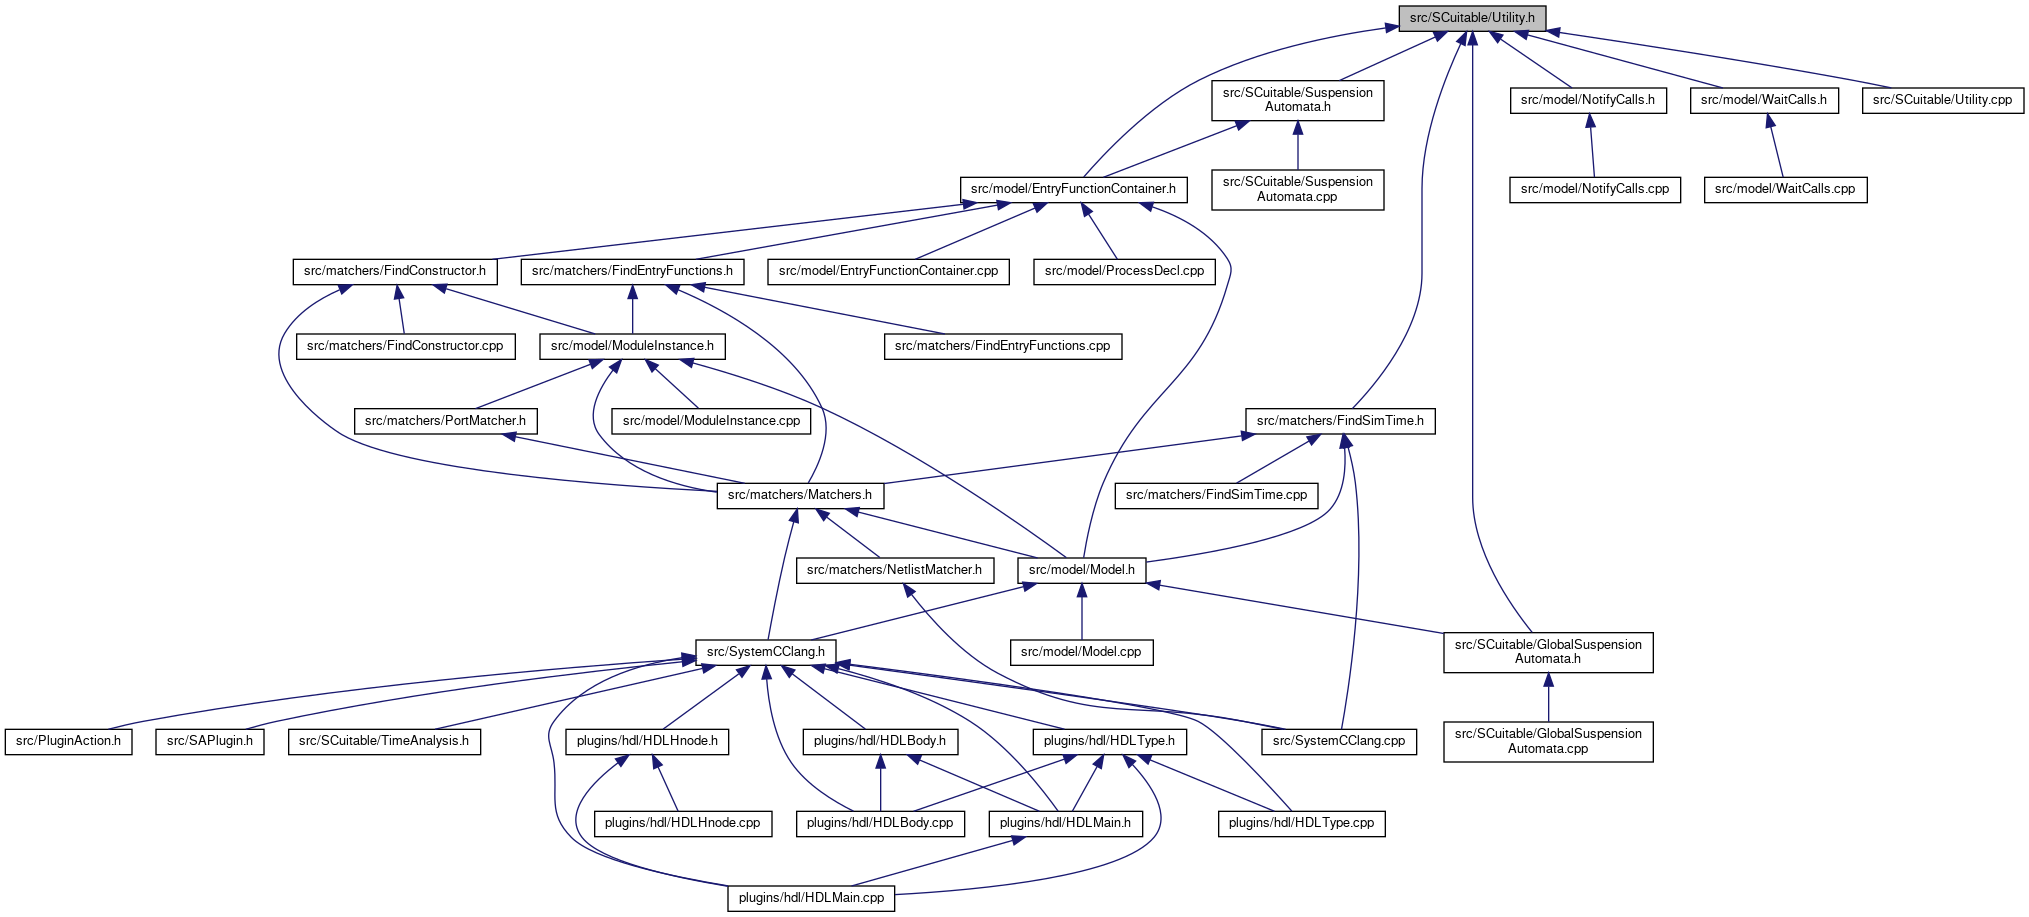 src/SCuitable/Utility.h
src/SCuitable/Suspension
Automata.h
src/model/NotifyCalls.h
src/model/WaitCalls.h
src/SCuitable/Utility.cpp
src/model/EntryFunctionContainer.h
src/SCuitable/Suspension
Automata.cpp
src/model/NotifyCalls.cpp
src/model/WaitCalls.cpp
src/matchers/FindConstructor.h
src/matchers/FindEntryFunctions.h
src/model/EntryFunctionContainer.cpp
src/model/ProcessDecl.cpp
src/matchers/FindConstructor.cpp
src/model/ModuleInstance.h
src/matchers/FindEntryFunctions.cpp
src/matchers/PortMatcher.h
src/model/ModuleInstance.cpp
src/matchers/FindSimTime.h
src/matchers/Matchers.h
src/matchers/FindSimTime.cpp
src/matchers/NetlistMatcher.h
src/model/Model.h
src/SystemCClang.h
src/model/Model.cpp
src/SCuitable/GlobalSuspension
Automata.h
src/PluginAction.h
src/SAPlugin.h
src/SCuitable/TimeAnalysis.h
plugins/hdl/HDLHnode.h
plugins/hdl/HDLBody.h
plugins/hdl/HDLType.h
src/SystemCClang.cpp
src/SCuitable/GlobalSuspension
Automata.cpp
plugins/hdl/HDLHnode.cpp
plugins/hdl/HDLBody.cpp
plugins/hdl/HDLMain.h
plugins/hdl/HDLType.cpp
plugins/hdl/HDLMain.cpp